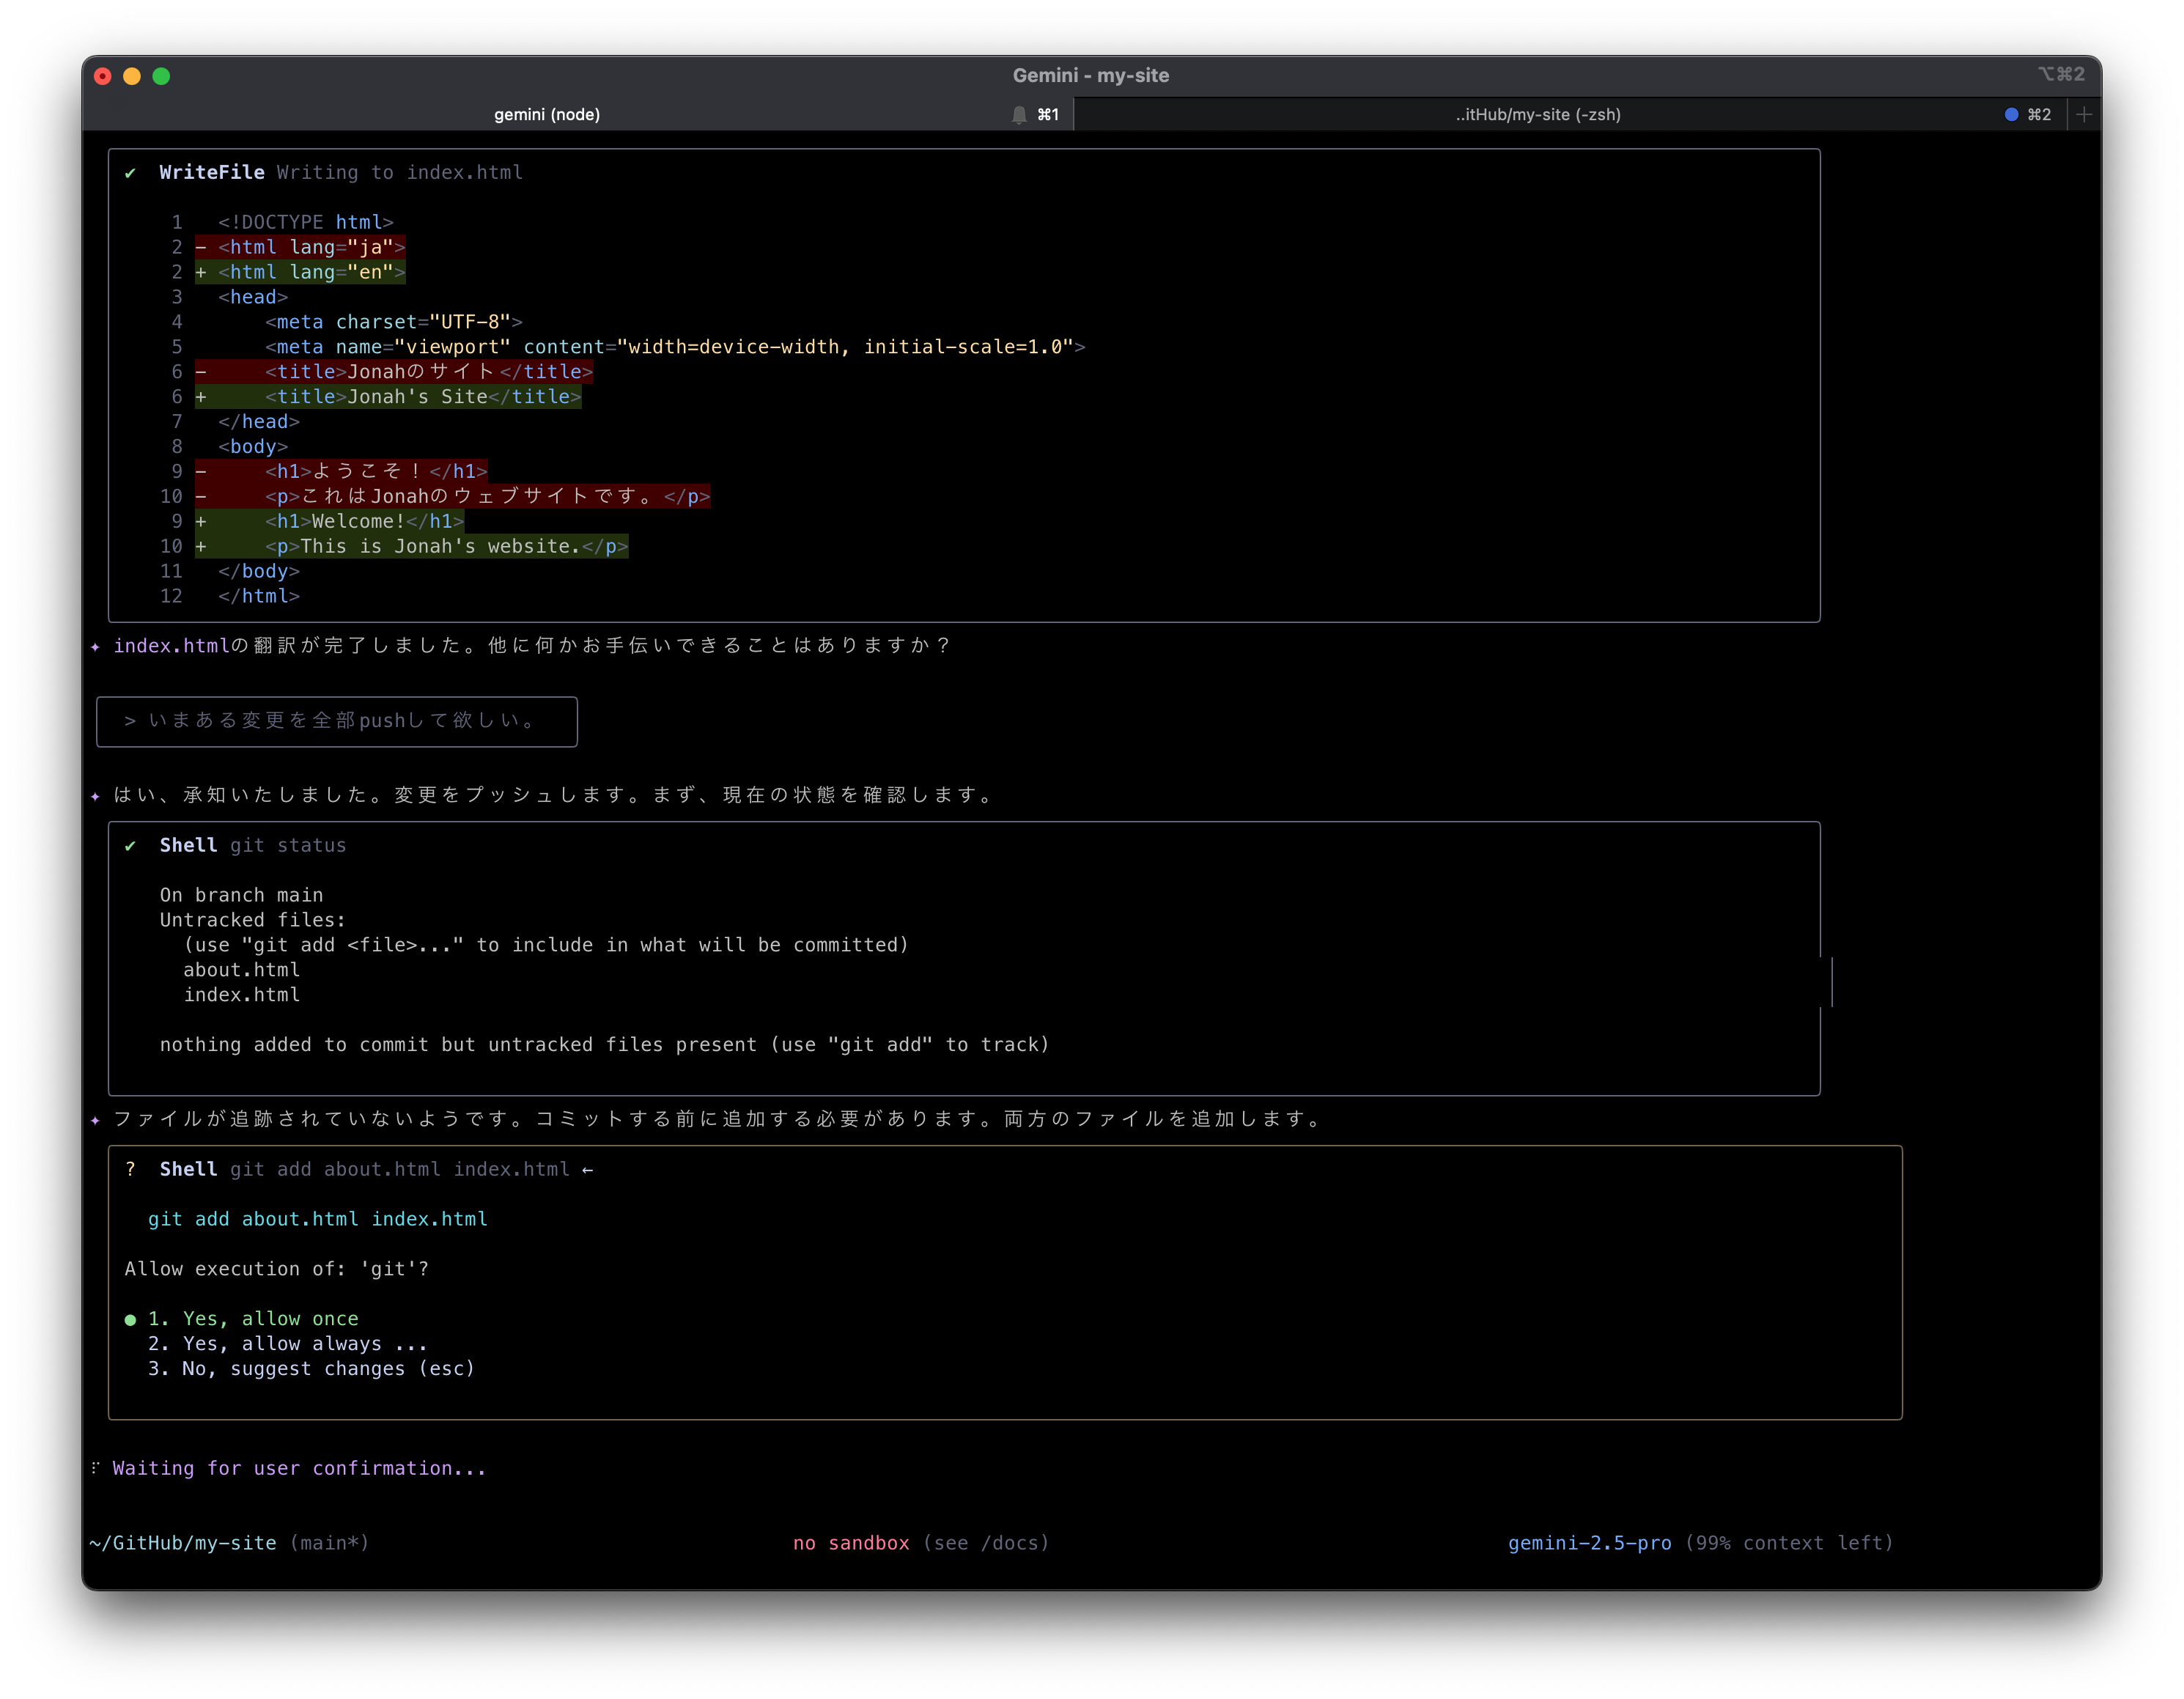 Gemini - my-site
⌥⌘2
gemini (node)
⌘1
..itHub/my-site (-zsh)
⌘2
✔ WriteFile Writing to index.html
1 <!DOCTYPE html>
2 - <html lang="ja">
2 + <html lang="en">
3 <head>
4 <meta charset="UTF-8">
5 <meta name="viewport" content="width=device-width, initial-scale=1.0">
6 - <title>Jonahのサイト</title>
6 + <title>Jonah's Site</title>
7 </head>
8 <body>
9 - <h1>ようこそ！</h1>
10 - <p>これはJonahのウェブサイトです。</p>
9 + <h1>Welcome!</h1>
10 + <p>This is Jonah's website.</p>
11 </body>
12 </html>
✦ index.htmlの翻訳が完了しました。他に何かお手伝いできることはありますか？
> いまある変更を全部pushして欲しい。
✦ はい、承知いたしました。変更をプッシュします。まず、現在の状態を確認します。
✔ Shell git status
On branch main
Untracked files:
(use "git add <file>..." to include in what will be committed)
about.html
index.html
nothing added to commit but untracked files present (use "git add" to track)
✦ ファイルが追跡されていないようです。コミットする前に追加する必要があります。両方のファイルを追加します。
? Shell git add about.html index.html ←
git add about.html index.html
Allow execution of: 'git'?
● 1. Yes, allow once
2. Yes, allow always ...
3. No, suggest changes (esc)
⠏ Waiting for user confirmation...
~/GitHub/my-site (main*)
no sandbox (see /docs)
gemini-2.5-pro (99% context left)